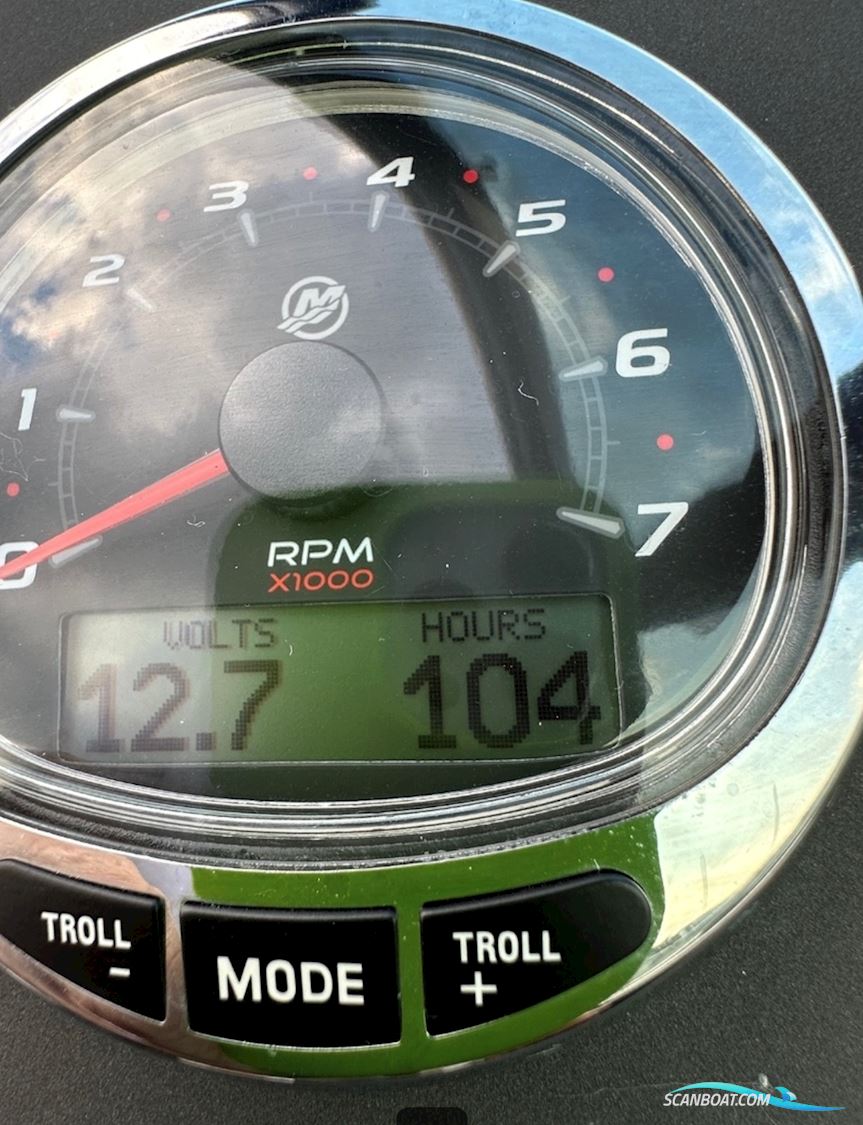 0 1 2 3 4 5 6 7
M
RPM
X1000
VOLTS HOURS
12.7 104
TROLL
-
MODE
TROLL
+
SCANBOAT.COM